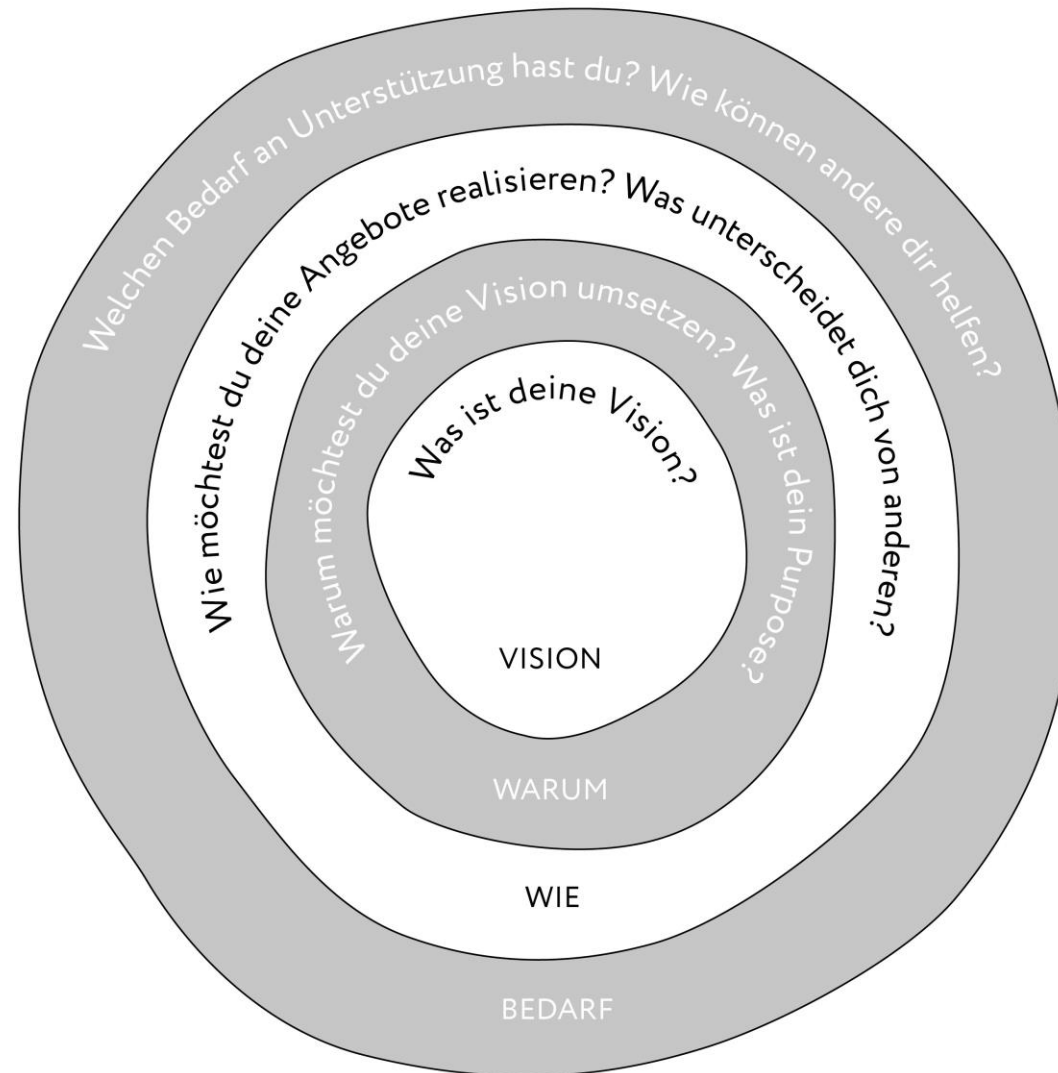 Welchen Bedarf an Unterstützung hast du? Wie können andere dir helfen?
Wie möchtest du deine Angebote realisieren? Was unterscheidet dich von anderen?
Warum möchtest du deine Vision umsetzen? Was ist dein Purpose?
Was ist deine Vision?
VISION
WARUM
WIE
BEDARF